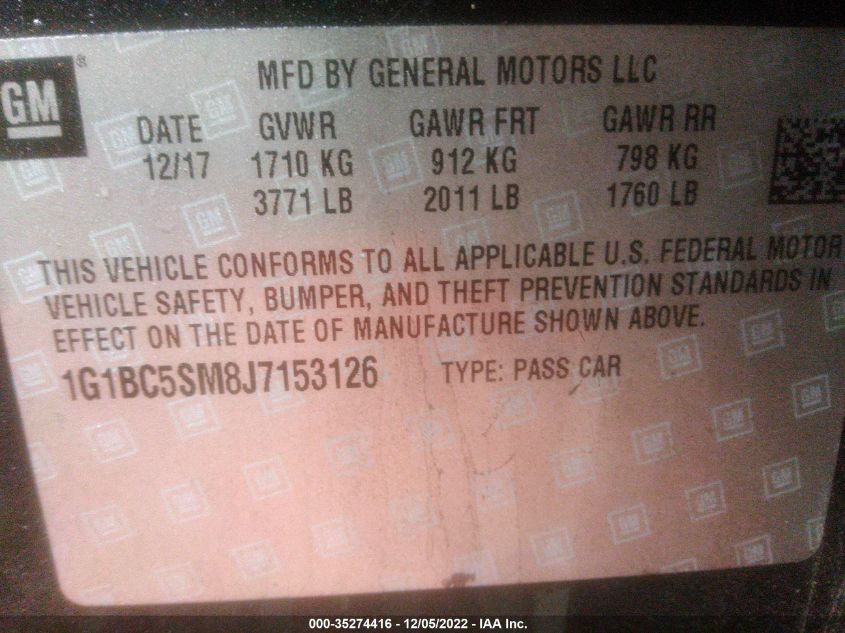 GM ®
MFD BY GENERAL MOTORS LLC
DATE GVWR GAWR FRT GAWR RR
12/17 1710 KG 912 KG 798 KG
3771 LB 2011 LB 1760 LB
THIS VEHICLE CONFORMS TO ALL APPLICABLE U.S. FEDERAL MOTOR
VEHICLE SAFETY, BUMPER, AND THEFT PREVENTION STANDARDS IN
EFFECT ON THE DATE OF MANUFACTURE SHOWN ABOVE.
1G1BC5SM8J7153126 TYPE: PASS CAR
000-35274416 - 12/05/2022 - IAA Inc.